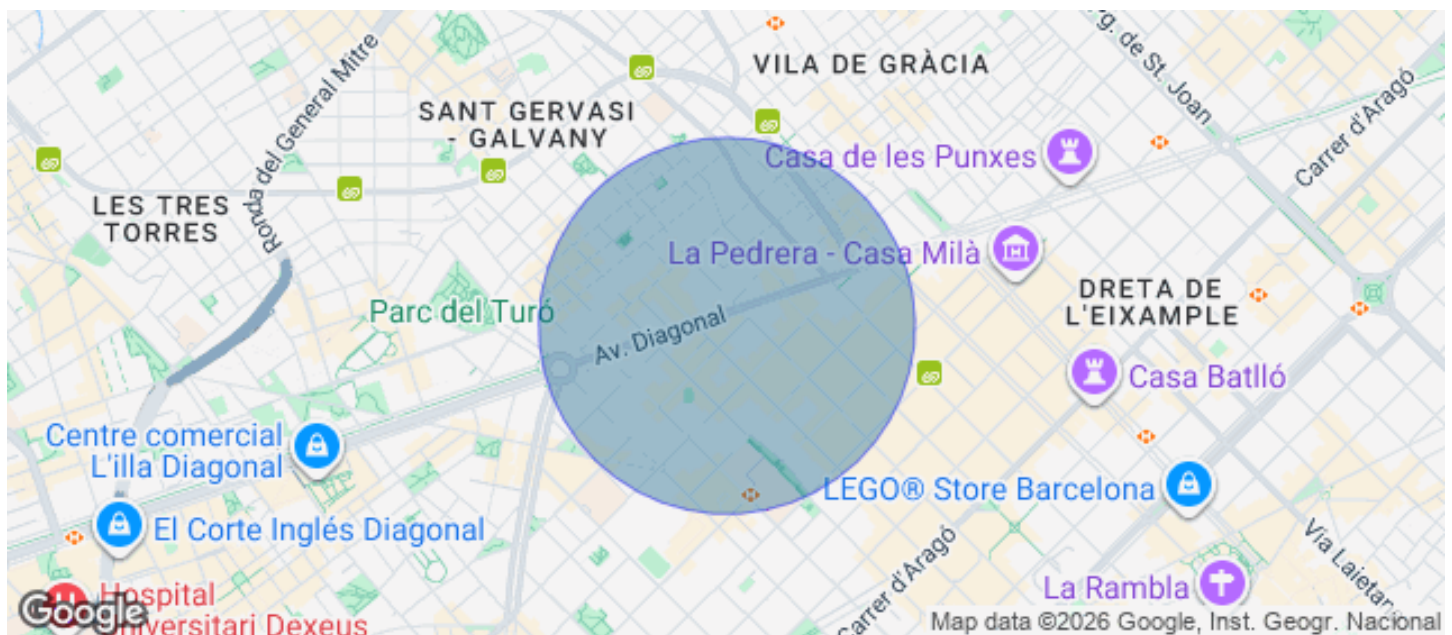 VILA DE GRÀCIA
rg. de St. Joan
Carrer d'Aragó
Ronda del General Mitre
SANT GERVASI
- GALVANY
Casa de les Punxes
LES TRES
TORRES
La Pedrera - Casa Milà
DRETA DE
L'EIXAMPLE
Parc del Turó
Av. Diagonal
Casa Batlló
Centre comercial
L'illa Diagonal
LEGO® Store Barcelona
El Corte Inglés Diagonal
Carrer d'Aragó
Via Laietan
La Rambla
Hospital
Universitari Dexeus
Google
Map data ©2026 Google, Inst. Geogr. Nacional